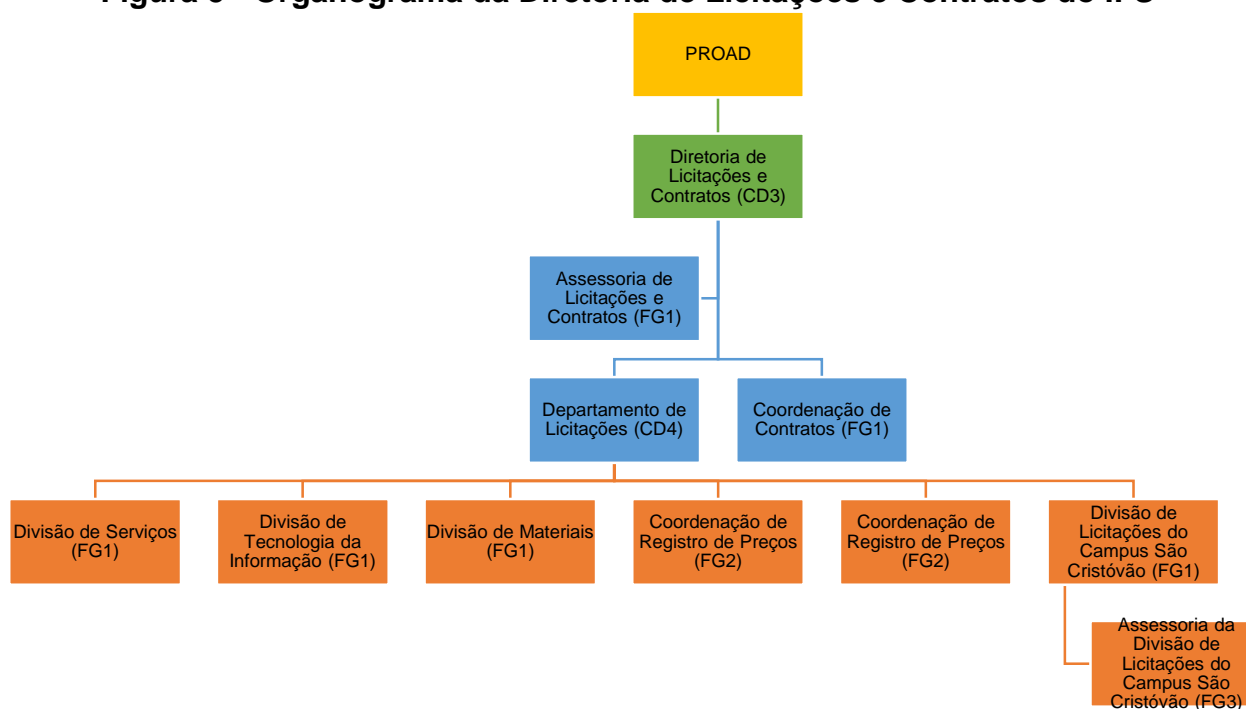 Figura - Organograma da Diretoria de Licitações e Contratos do IFS
PROAD
Diretoria de
Licitações e
Contratos (CD3)
Assessoria de
Licitações e
Contratos (FG1)
Departamento de
Licitações (CD4)
Coordenação de
Contratos (FG1)
Divisão de Serviços
(FG1)
Divisão de
Tecnologia da
Informação (FG1)
Divisão de Materiais
(FG1)
Coordenação de
Registro de Preços
(FG2)
Coordenação de
Registro de Preços
(FG2)
Divisão de
Licitações do
Campus São
Cristóvão (FG1)
Assessoria da
Divisão de
Licitações do
Campus São
Cristóvão (FG3)